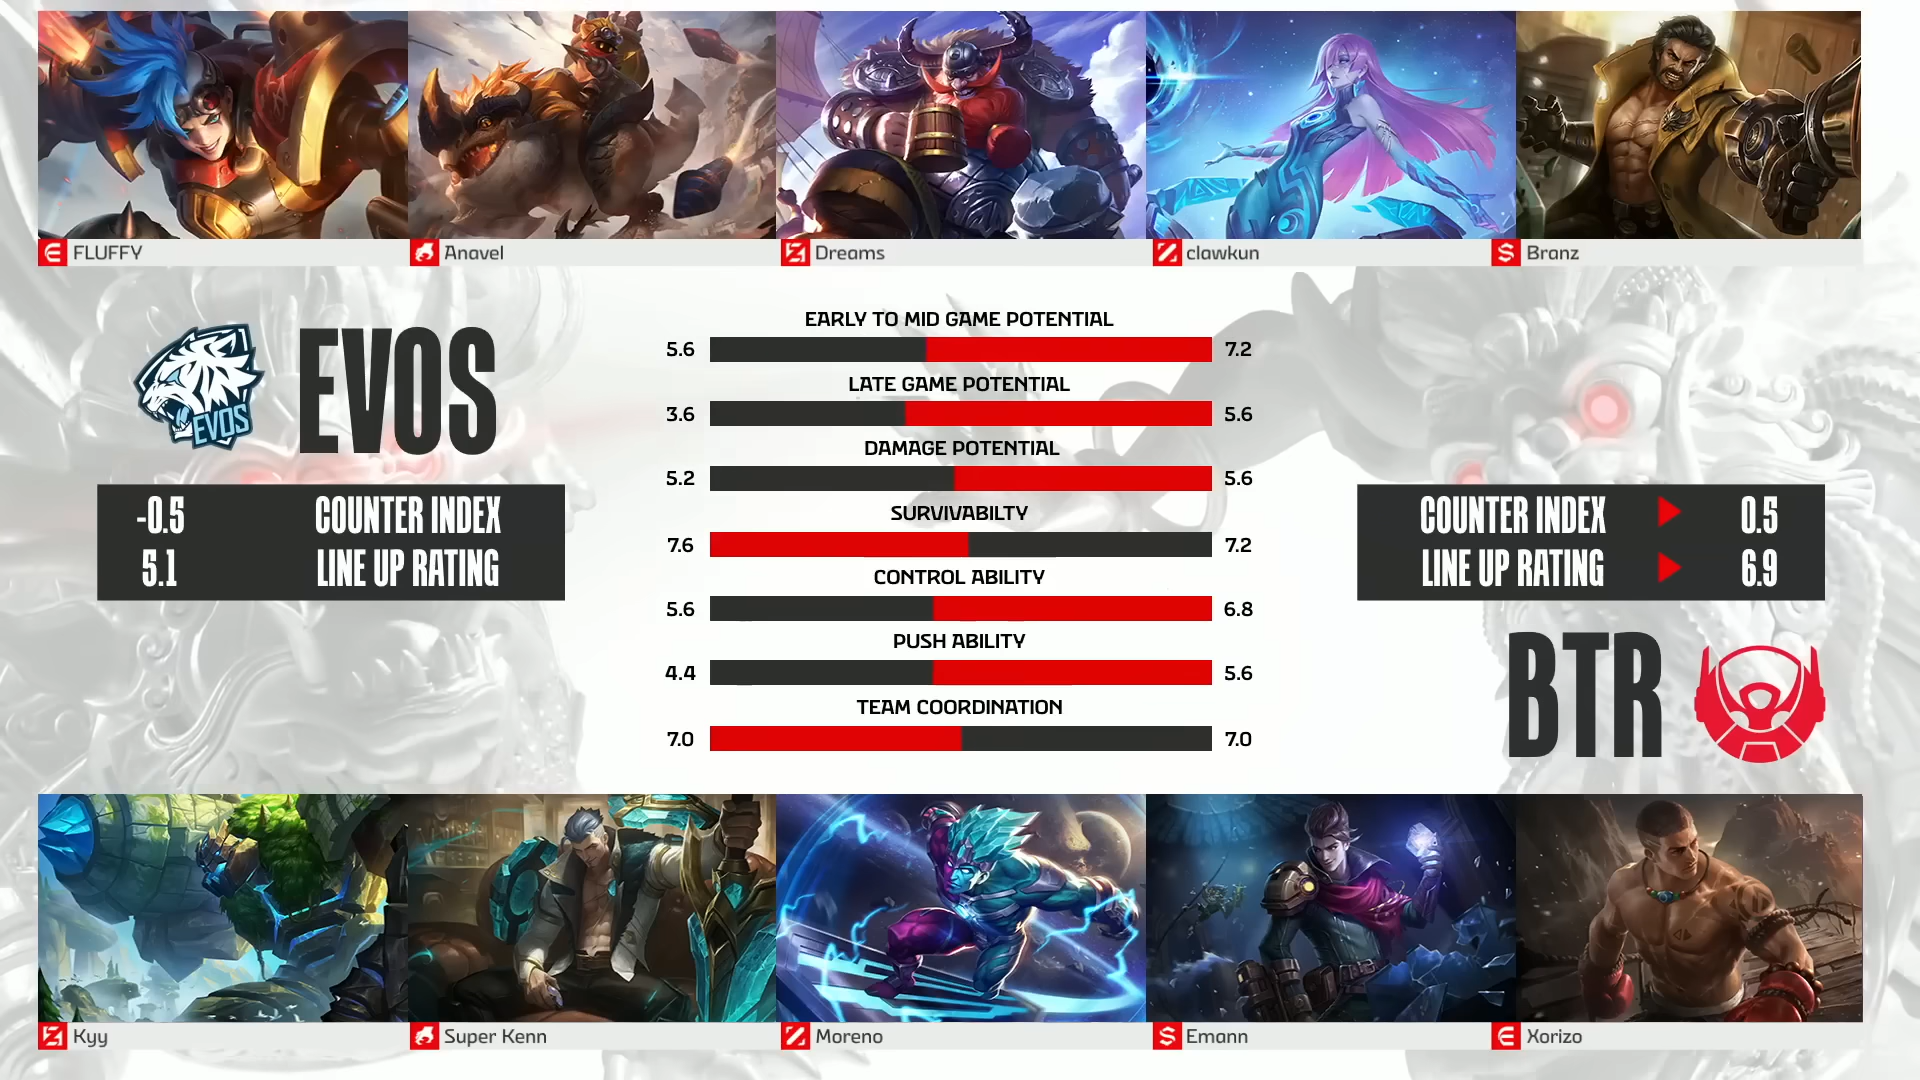 FLUFFY
Anavel
Dreams
clawkun
Branz
EVOS
EVOS
-0.5 COUNTER INDEX
5.1 LINE UP RATING
EARLY TO MID GAME POTENTIAL
5.6 7.2
LATE GAME POTENTIAL
3.6 5.6
DAMAGE POTENTIAL
5.2 5.6
SURVIVABILTY
7.6 7.2
CONTROL ABILITY
5.6 6.8
PUSH ABILITY
4.4 5.6
TEAM COORDINATION
7.0 7.0
COUNTER INDEX 0.5
LINE UP RATING 6.9
BTR
Kyy
Super Kenn
Moreno
Emann
Xorizo